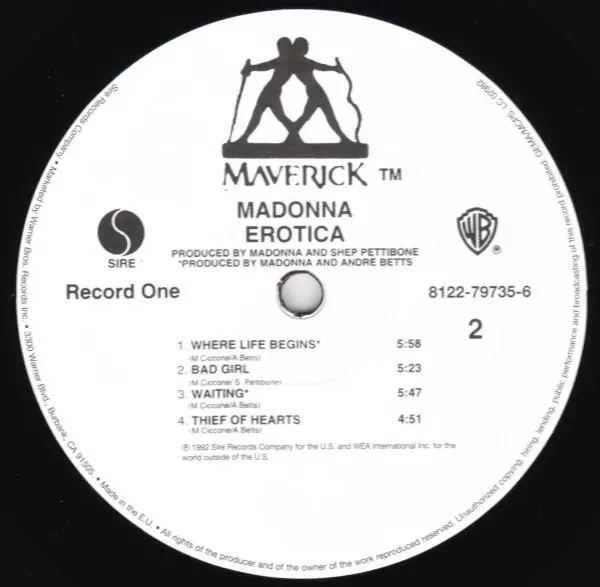 MAVERICK ™
MADONNA
EROTICA
PRODUCED BY MADONNA AND SHEP PETTIBONE
*PRODUCED BY MADONNA AND ANDRE BETTS
S
SIRE
WB
®
Record One
8122-79735-6
2
1. WHERE LIFE BEGINS* 5:58
(M.Ciccone/A.Betts)
2. BAD GIRL 5:23
(M.Ciccone/ S. Pettibone)
3. WAITING* 5:47
(M.Ciccone/A.Betts)
4. THIEF OF HEARTS 4:51
(M.Ciccone/A.Betts)
℗ 1992 Sire Records Company for the U.S. and WEA International Inc. for the
world outside of the U.S.
Sire Records Company • Marketed by Warner Bros. Records Inc. • 3300 Warner Blvd., Burbank, CA 91505. • Made in the E.U. • All rights of the producer and of the owner of the work reproduced reserved. Unauthorized copying, hiring, lending, public performance and broadcasting of this record prohibited. GEMA/MCPS, LC 02982